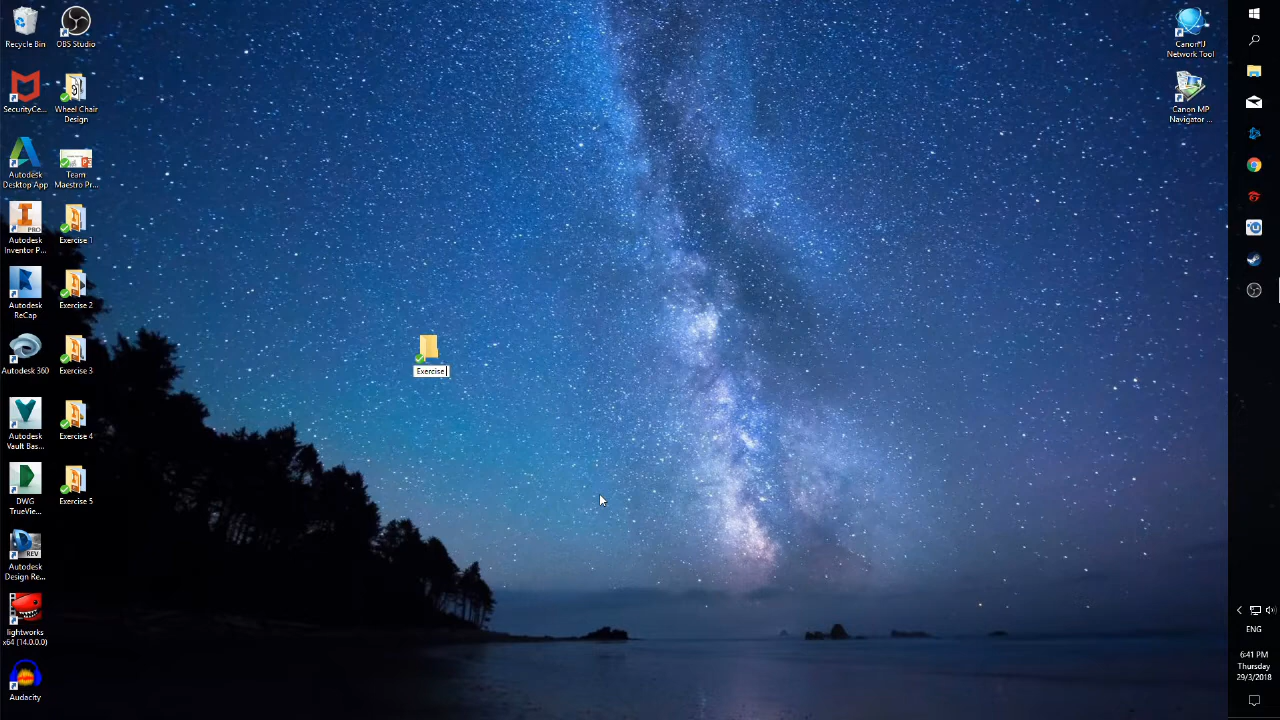 Recycle Bin
OBS Studio
SecurityCe...
Wheel Chair
Design
Autodesk
Desktop App
Team
Maestro Pr...
Autodesk
Inventor P...
Exercise 1
Autodesk
ReCap
Exercise 2
Autodesk 360
Exercise 3
Autodesk
Vault Bas...
Exercise 4
DWG
TrueVie...
Exercise 5
Autodesk
Design Re...
lightworks
x64 (14.0.0.0)
Audacity
Exercise
Canon IJ
Network Tool
Canon MP
Navigator ...
PRO
REV
ENG
6:41 PM
Thursday
29/3/2018